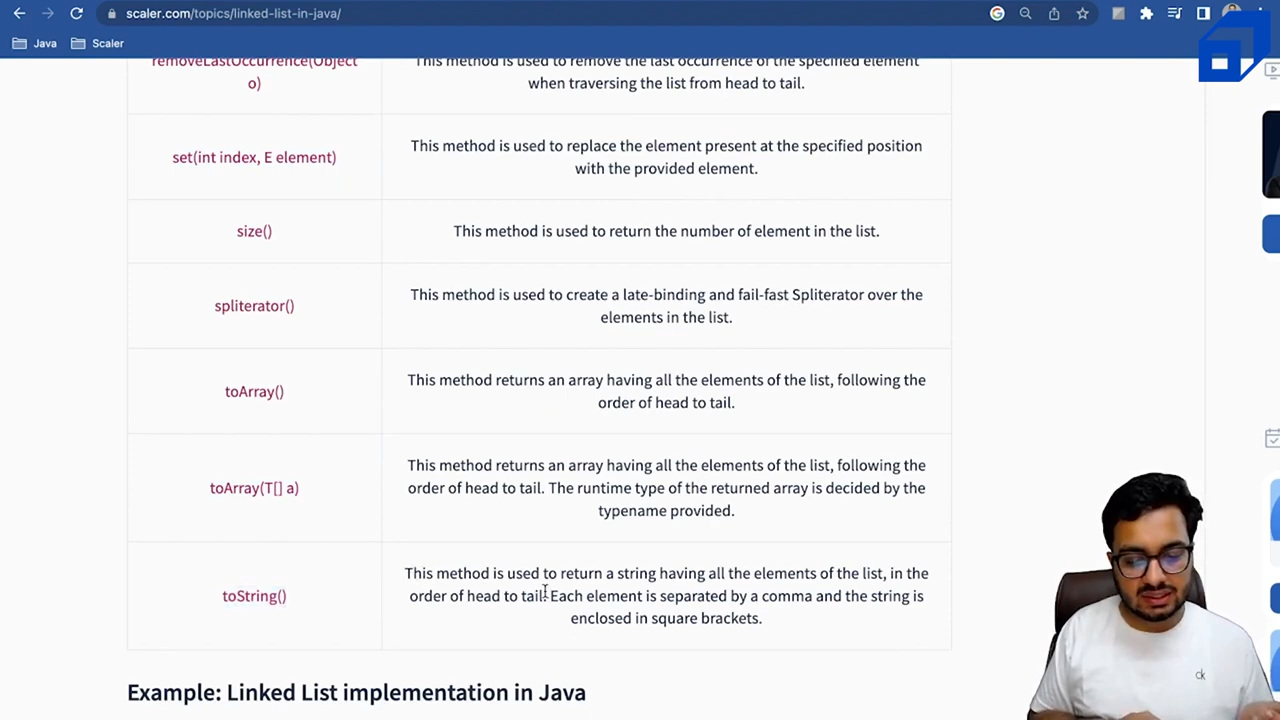 scaler.com/topics/linked-list-in-java/
Java
Scaler
removeLastOccurrence(Object
o)
This method is used to remove the last occurrence of the specified element
when traversing the list from head to tail.
set(int index, E element)
This method is used to replace the element present at the specified position
with the provided element.
size()
This method is used to return the number of element in the list.
spliterator()
This method is used to create a late-binding and fail-fast Spliterator over the
elements in the list.
toArray()
This method returns an array having all the elements of the list, following the
order of head to tail.
toArray(T[] a)
This method returns an array having all the elements of the list, following the
order of head to tail. The runtime type of the returned array is decided by the
typename provided.
toString()
This method is used to return a string having all the elements of the list, in the
order of head to tail. Each element is separated by a comma and the string is
enclosed in square brackets.
Example: Linked List implementation in Java
ck